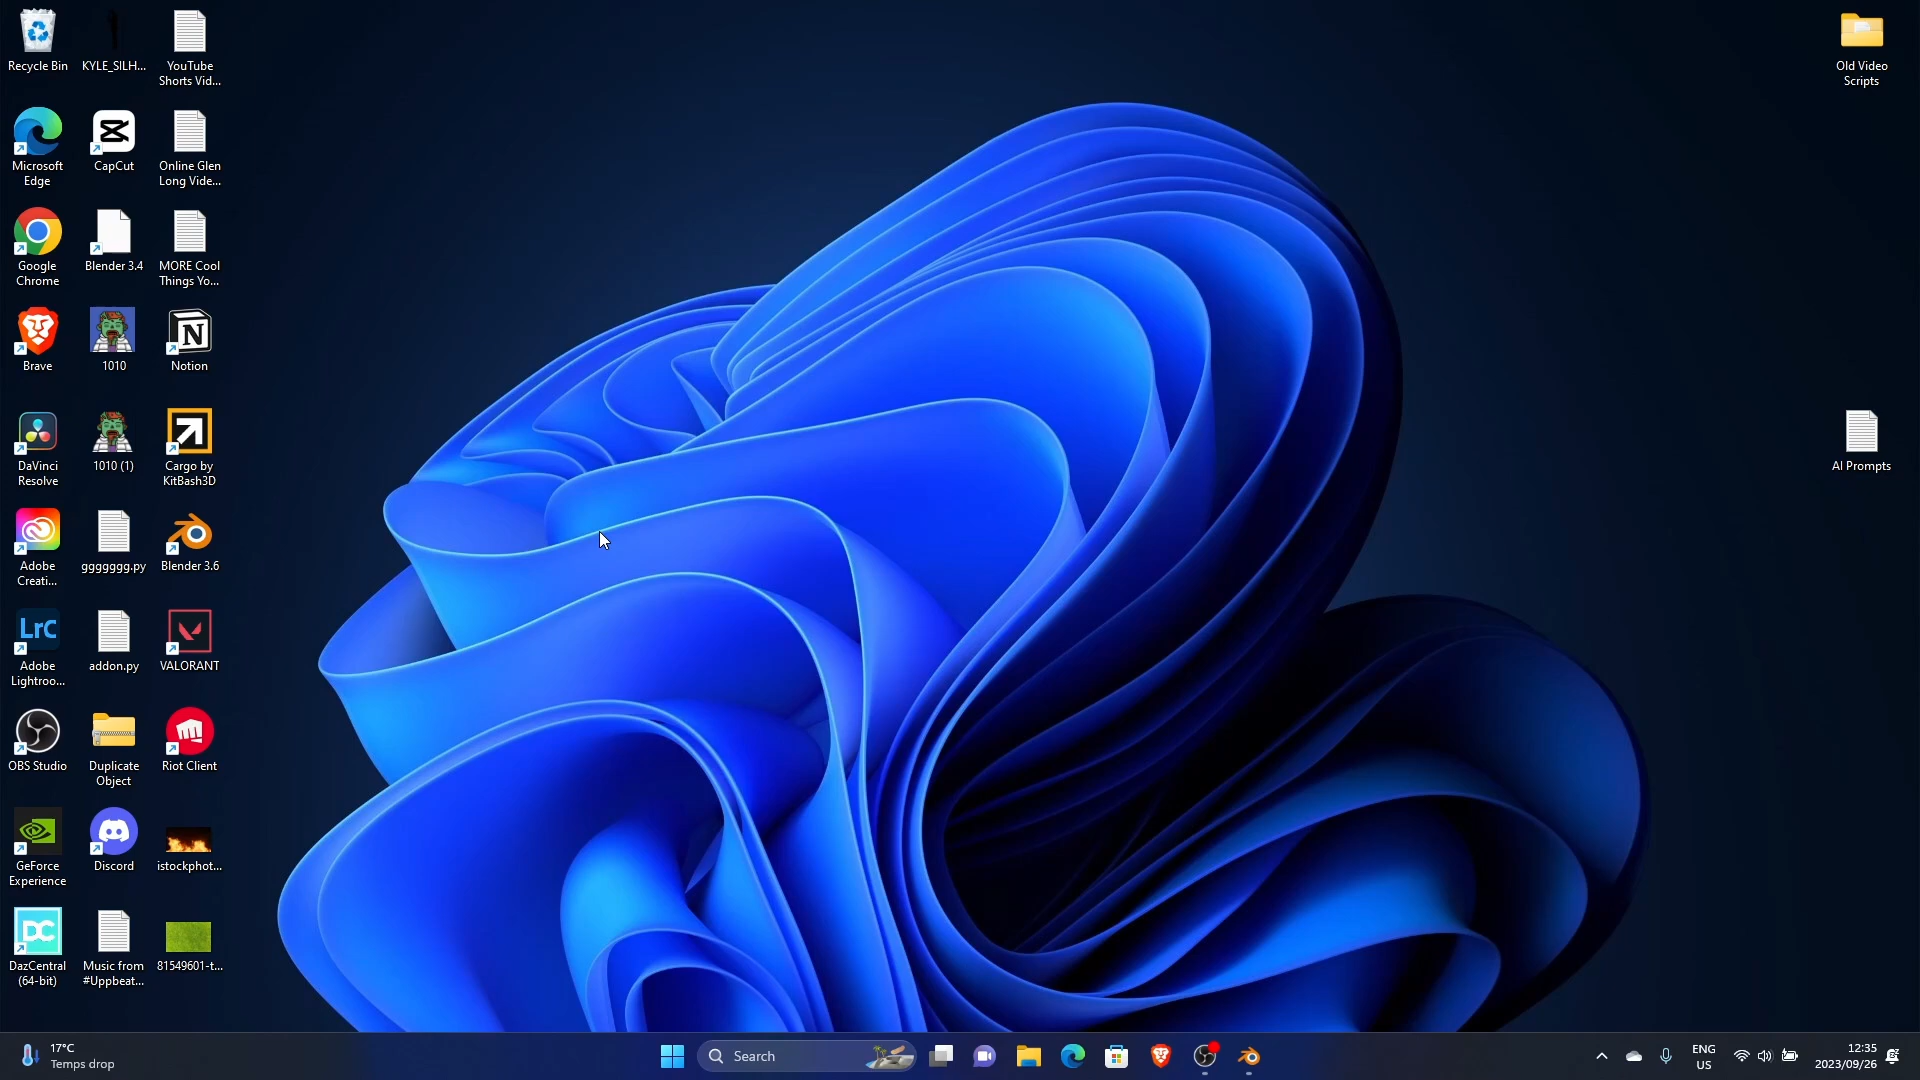 Recycle Bin
KYLE_SILH...
YouTube
Shorts Vid...
Microsoft
Edge
CapCut
Online Glen
Long Vide...
Google
Chrome
Blender 3.4
MORE Cool
Things Yo...
Brave
1010
N
Notion
DaVinci
Resolve
1010 (1)
Cargo by
KitBash3D
Adobe
Creati...
ggggggg.py
Blender 3.6
LrC
Adobe
Lightroo...
addon.py
VALORANT
OBS Studio
Duplicate
Object
Riot Client
GeForce
Experience
Discord
istockphot...
DC
DazCentral
(64-bit)
Music from
#Uppbeat...
81549601-t...
Old Video
Scripts
AI Prompts
17°C
Temps drop
Search
ENG
US
12:35
2023/09/26